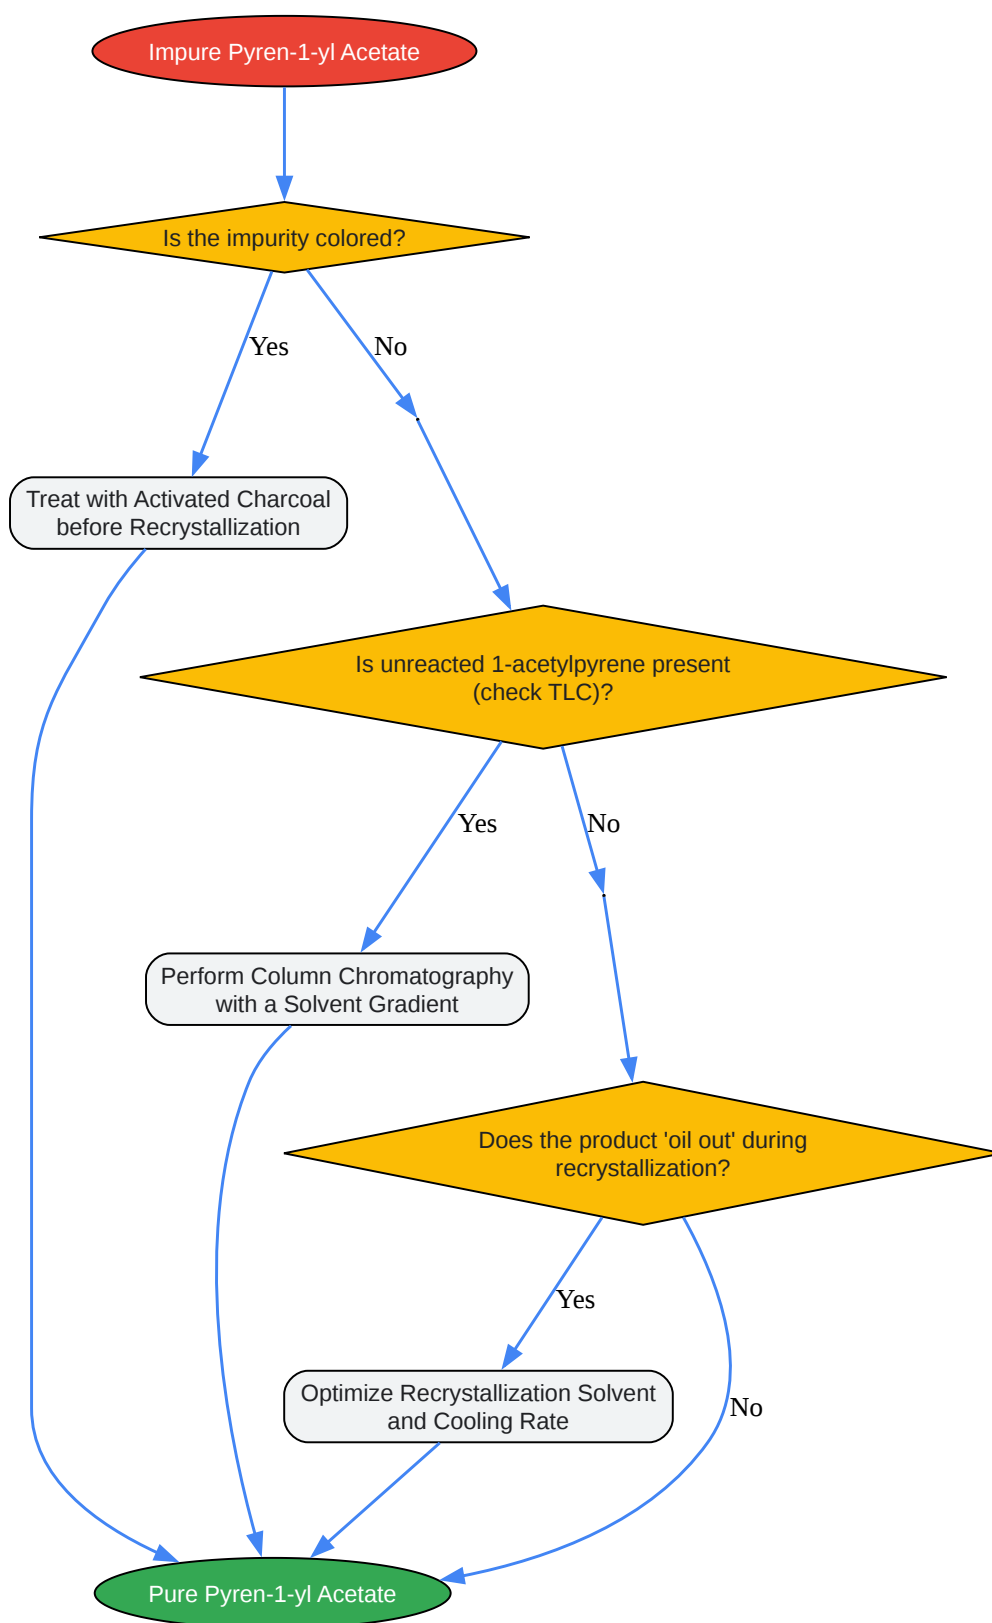 Impure Pyren-1-yl Acetate
Is the impurity colored?
Yes
No
Treat with Activated Charcoal
before Recrystallization
Is unreacted 1-acetylpyrene present
(check TLC)?
Yes
No
Perform Column Chromatography
with a Solvent Gradient
Does the product 'oil out' during
recrystallization?
Yes
Optimize Recrystallization Solvent
and Cooling Rate
No
Pure Pyren-1-yl Acetate